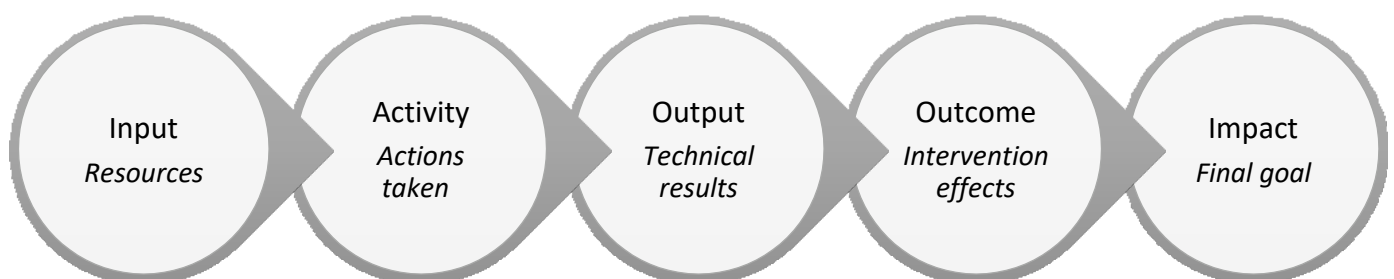 Input
Resources
Activity
Actions
taken
Output
Technical
results
Outcome
Intervention
effects
Impact
Final goal